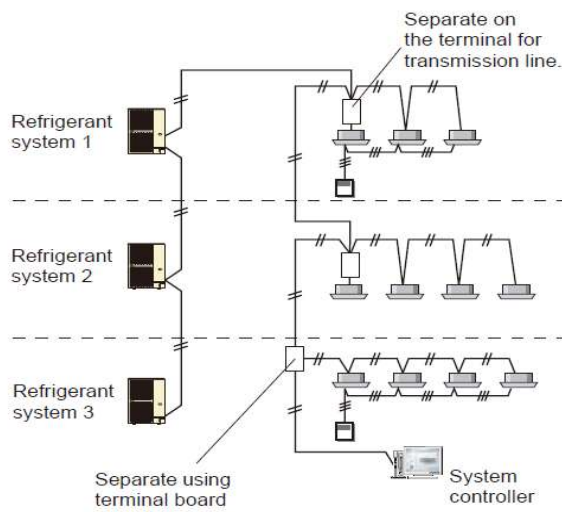 Separate on
the terminal for
transmission line.
Refrigerant
system 1
Refrigerant
system 2
Refrigerant
system 3
Separate using
terminal board
System
controller